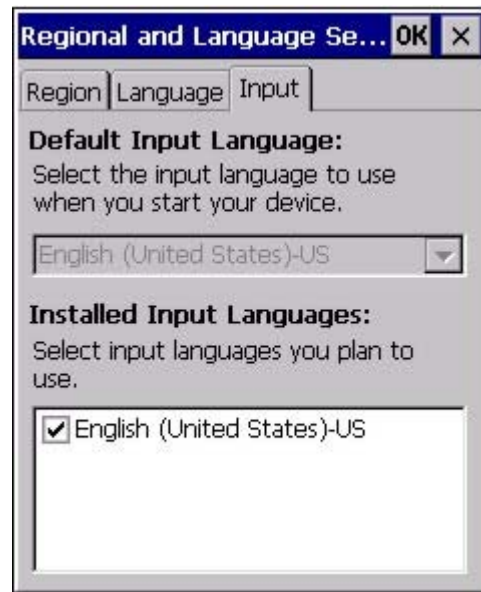 Regional and Language Se... OK ×
Region Language Input
Default Input Language:
Select the input language to use
when you start your device.
English (United States)-US
Installed Input Languages:
Select input languages you plan to
use.
English (United States)-US